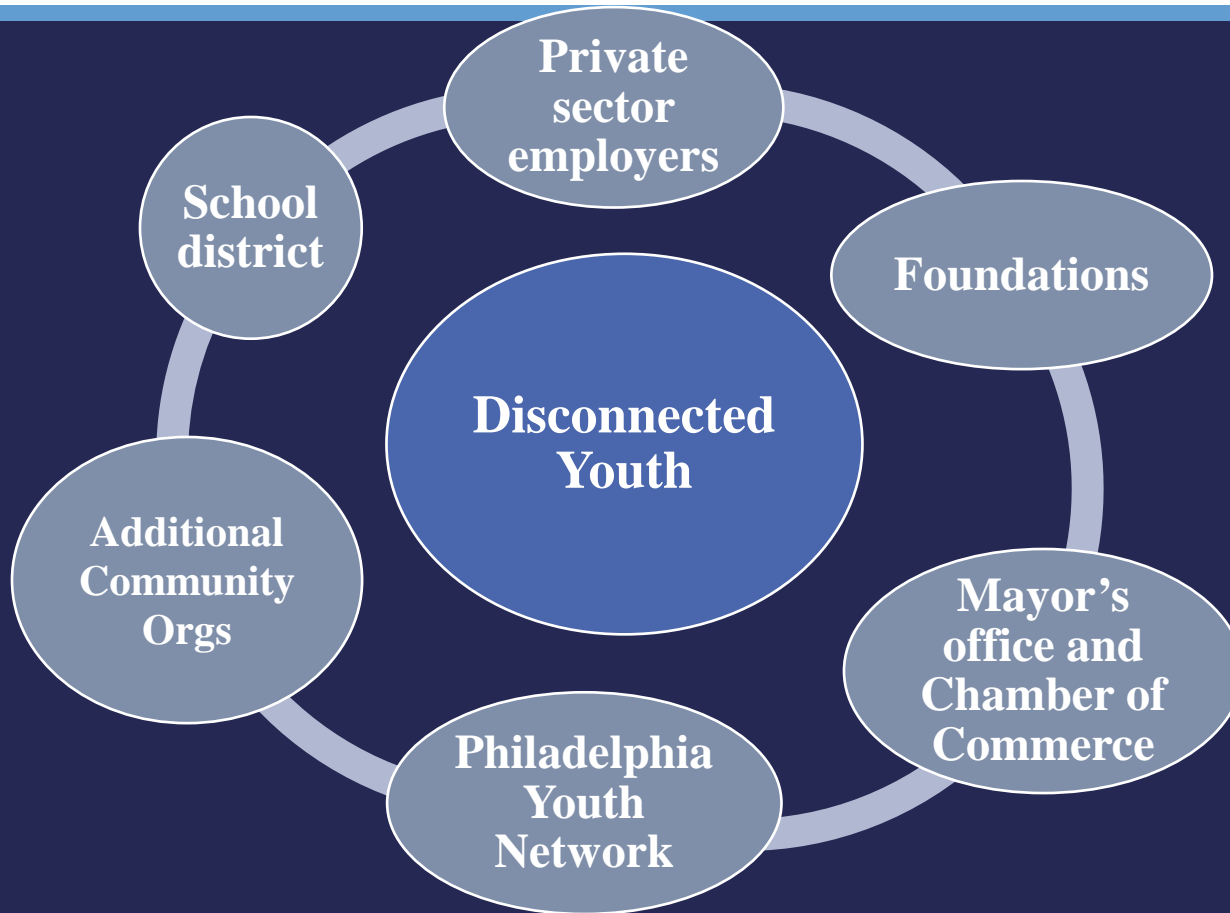 Private
sector
employers
School
district
Foundations
Disconnected
Youth
Additional
Community
Orgs
Mayor’s
office and
Chamber of
Commerce
Philadelphia
Youth
Network